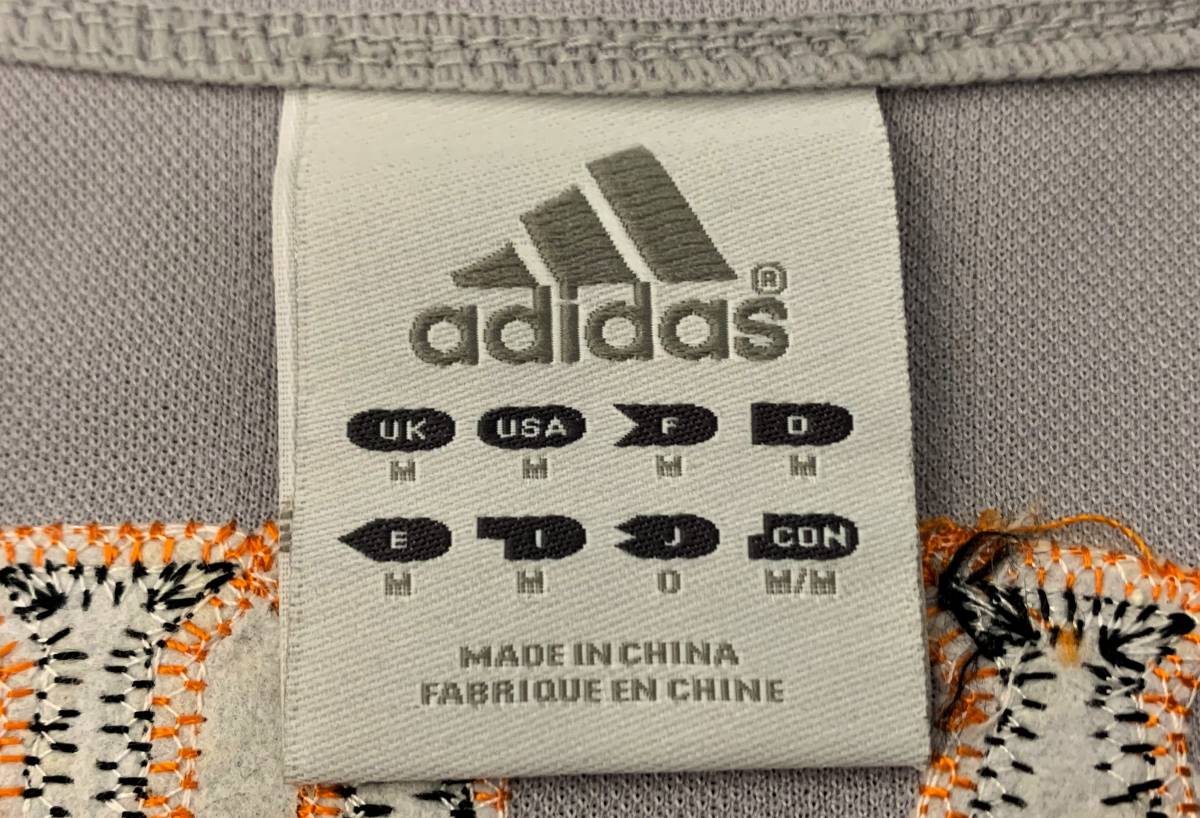 adidas®
UK USA F D
M M M M
E I J CON
M M O M/M
MADE IN CHINA
FABRIQUE EN CHINE